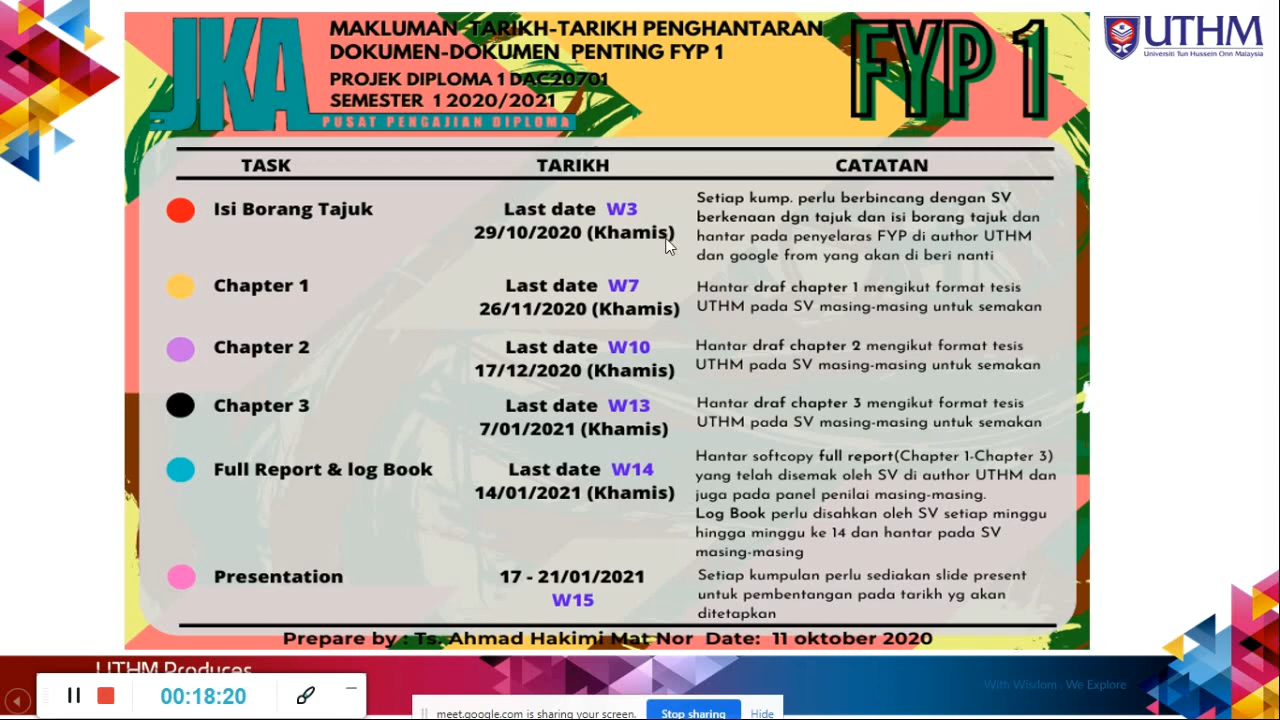 MAKLUMAN TARIKH-TARIKH PENGHANTARAN
DOKUMEN-DOKUMEN PENTING FYP 1
PROJEK DIPLOMA 1 DAC20701
SEMESTER 1 2020/2021
JKA
PUSAT PENGAJIAN DIPLOMA
FYP 1
UTHM
Universiti Tun Hussein Onn Malaysia
TASK TARIKH CATATAN
Isi Borang Tajuk
Last date W3
29/10/2020 (Khamis)
Setiap kump. perlu berbincang dengan SV
berkenaan dgn tajuk dan isi borang tajuk dan
hantar pada penyelaras FYP di author UTHM
dan google from yang akan di beri nanti
Chapter 1
Last date W7
26/11/2020 (Khamis)
Hantar draf chapter 1 mengikut format tesis
UTHM pada SV masing-masing untuk semakan
Chapter 2
Last date W10
17/12/2020 (Khamis)
Hantar draf chapter 2 mengikut format tesis
UTHM pada SV masing-masing untuk semakan
Chapter 3
Last date W13
7/01/2021 (Khamis)
Hantar draf chapter 3 mengikut format tesis
UTHM pada SV masing-masing untuk semakan
Full Report & log Book
Last date W14
14/01/2021 (Khamis)
Hantar softcopy full report(Chapter 1-Chapter 3)
yang telah disemak oleh SV di author UTHM dan
juga pada panel penilai masing-masing.
Log Book perlu disahkan oleh SV setiap minggu
hingga minggu ke 14 dan hantar pada SV
masing-masing
Presentation
17 - 21/01/2021
W15
Setiap kumpulan perlu sediakan slide present
untuk pembentangan pada tarikh yg akan
ditetapkan
Prepare by : Ts. Ahmad Hakimi Mat Nor Date: 11 oktober 2020
UTHM Produces
With Wisdom We Explore
00:18:20
meet.google.com is sharing your screen.
Stop sharing
Hide